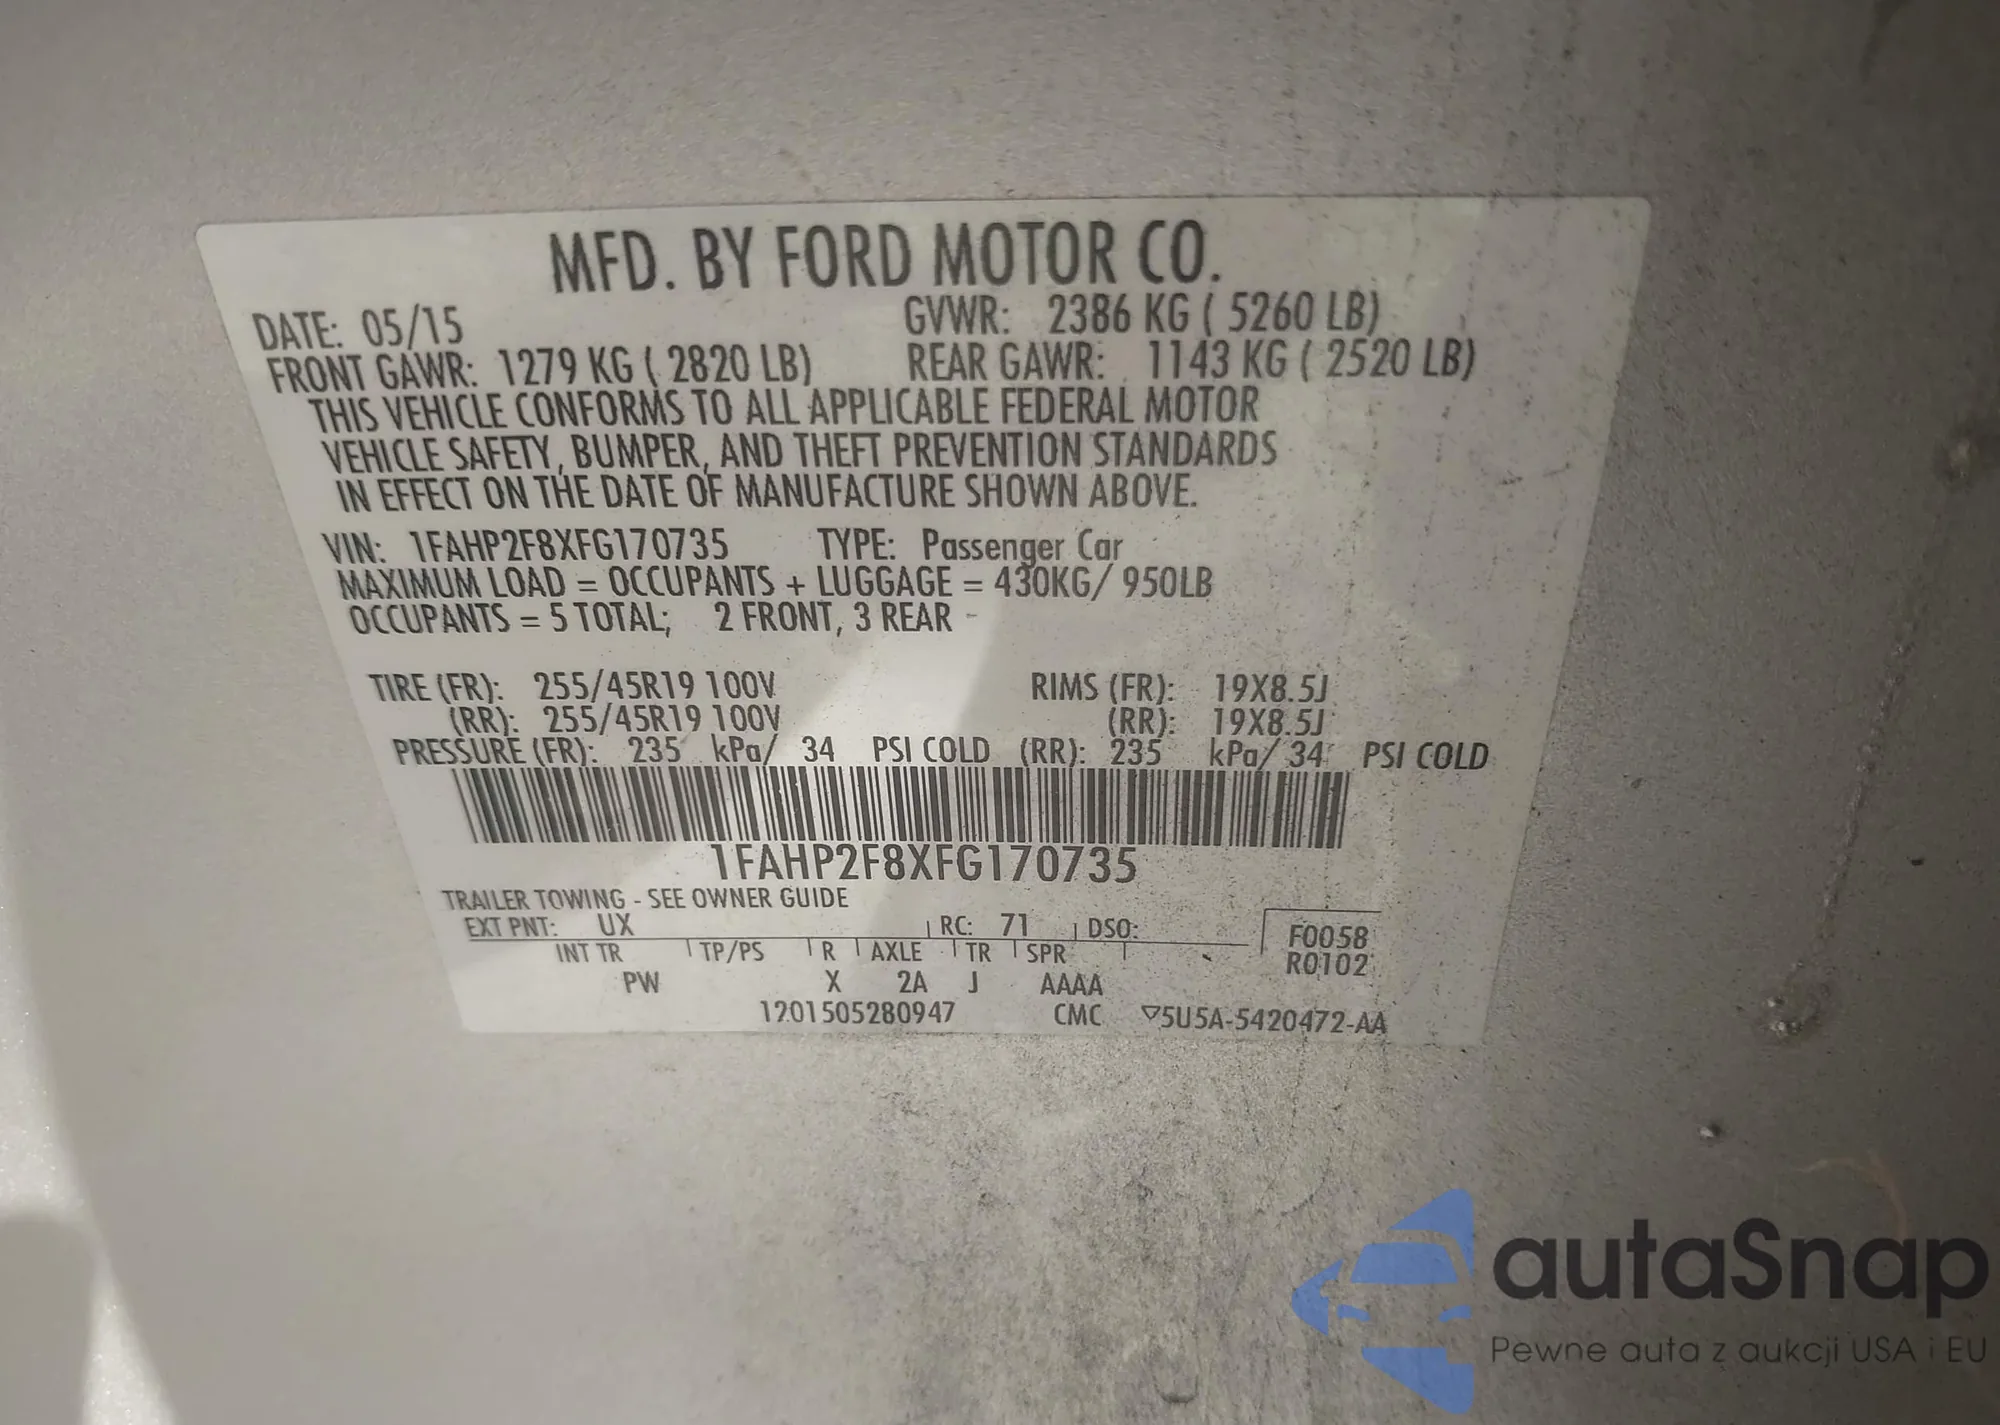 MFD. BY FORD MOTOR CO.
DATE: 05/15 GVWR: 2386 KG ( 5260 LB)
FRONT GAWR: 1279 KG ( 2820 LB) REAR GAWR: 1143 KG ( 2520 LB)
THIS VEHICLE CONFORMS TO ALL APPLICABLE FEDERAL MOTOR
VEHICLE SAFETY, BUMPER, AND THEFT PREVENTION STANDARDS
IN EFFECT ON THE DATE OF MANUFACTURE SHOWN ABOVE.
VIN: 1FAHP2F8XFG170735 TYPE: Passenger Car
MAXIMUM LOAD = OCCUPANTS + LUGGAGE = 430KG/ 950LB
OCCUPANTS = 5 TOTAL; 2 FRONT, 3 REAR
TIRE (FR): 255/45R19 100V RIMS (FR): 19X8.5J
(RR): 255/45R19 100V (RR): 19X8.5J
PRESSURE (FR): 235 kPa/ 34 PSI COLD (RR): 235 kPa/ 34 PSI COLD
1FAHP2F8XFG170735
TRAILER TOWING - SEE OWNER GUIDE
EXT PNT: UX RC: 71 DSO: F0058
INT TR TP/PS R AXLE TR SPR R0102
PW X 2A J AAAA
1201505280947 CMC ▽5U5A-5420472-AA
autaSnap
Pewne auta z aukcji USA i EU